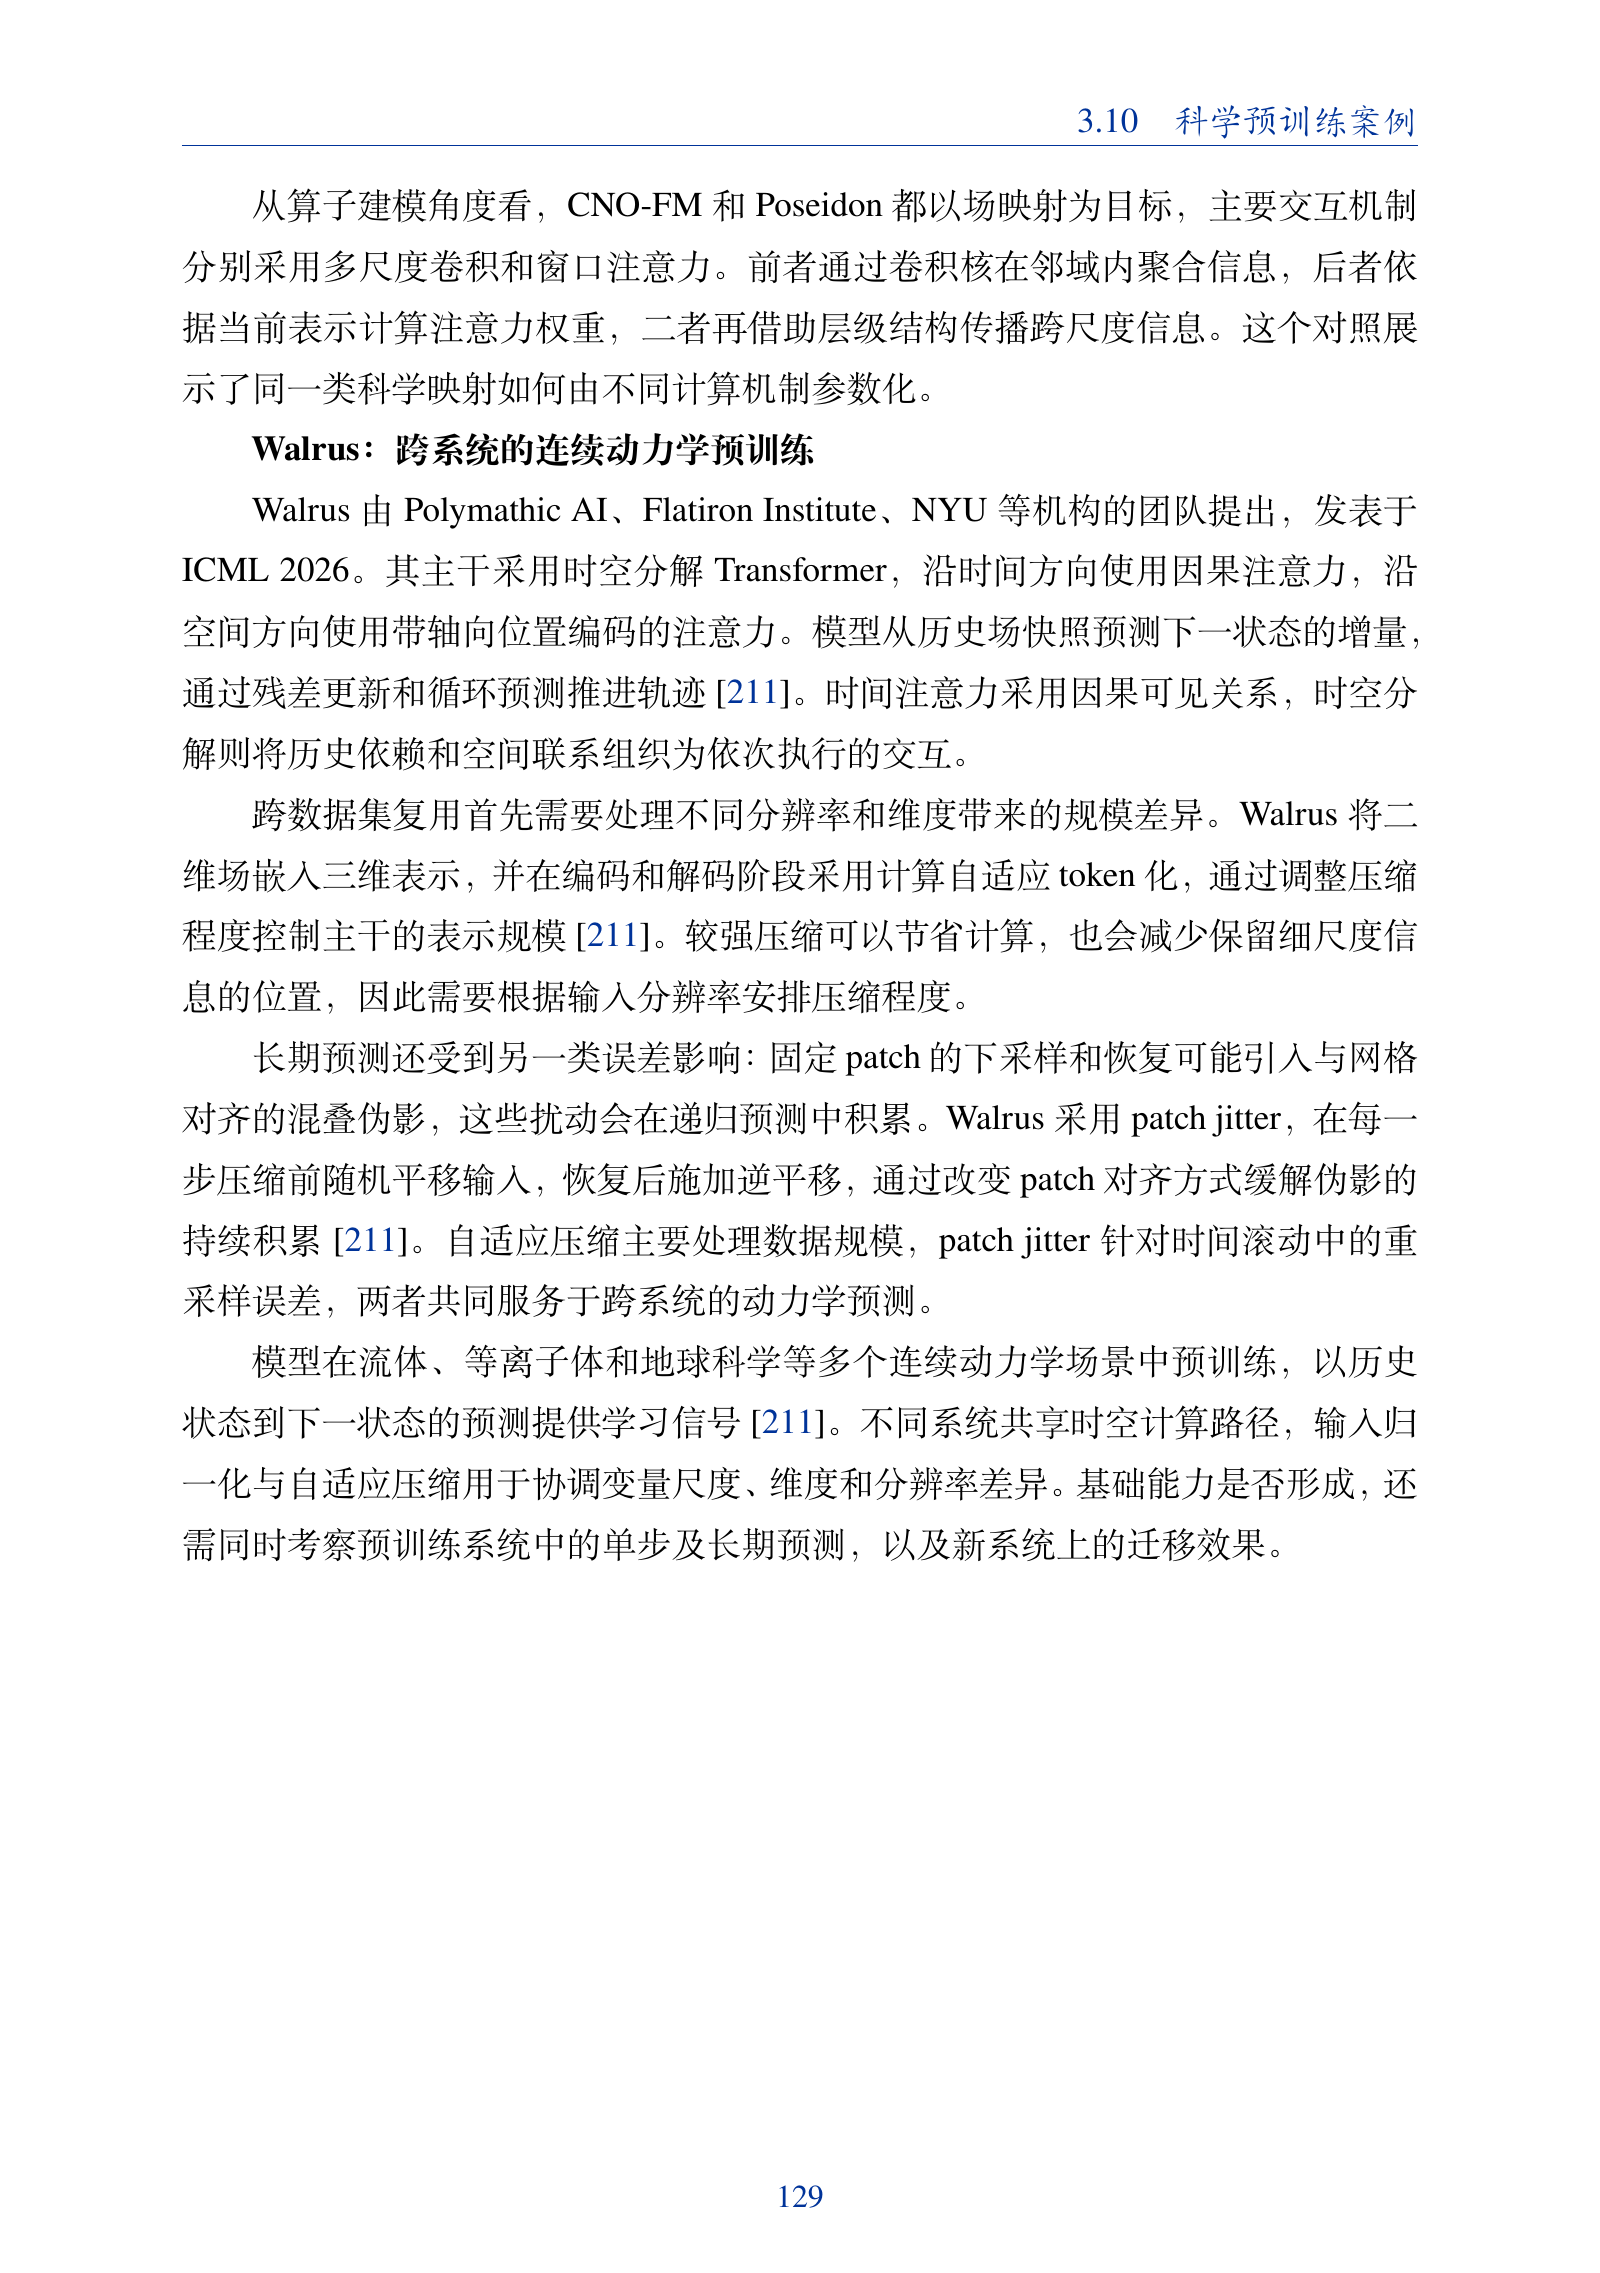 3.10 科学预训练案例
从算子建模角度看，CNO-FM 和 Poseidon 都以场映射为目标，主要交互机制
分别采用多尺度卷积和窗口注意力。前者通过卷积核在邻域内聚合信息，后者依
据当前表示计算注意力权重，二者再借助层级结构传播跨尺度信息。这个对照展
示了同一类科学映射如何由不同计算机制参数化。
Walrus：跨系统的连续动力学预训练
Walrus 由 Polymathic AI、Flatiron Institute、NYU 等机构的团队提出，发表于
ICML 2026。其主干采用时空分解 Transformer，沿时间方向使用因果注意力，沿
空间方向使用带轴向位置编码的注意力。模型从历史场快照预测下一状态的增量，
通过残差更新和循环预测推进轨迹 [211]。时间注意力采用因果可见关系，时空分
解则将历史依赖和空间联系组织为依次执行的交互。
跨数据集复用首先需要处理不同分辨率和维度带来的规模差异。Walrus 将二
维场嵌入三维表示，并在编码和解码阶段采用计算自适应 token 化，通过调整压缩
程度控制主干的表示规模 [211]。较强压缩可以节省计算，也会减少保留细尺度信
息的位置，因此需要根据输入分辨率安排压缩程度。
长期预测还受到另一类误差影响：固定 patch 的下采样和恢复可能引入与网格
对齐的混叠伪影，这些扰动会在递归预测中积累。Walrus 采用 patch jitter，在每一
步压缩前随机平移输入，恢复后施加逆平移，通过改变 patch 对齐方式缓解伪影的
持续积累 [211]。自适应压缩主要处理数据规模，patch jitter 针对时间滚动中的重
采样误差，两者共同服务于跨系统的动力学预测。
模型在流体、等离子体和地球科学等多个连续动力学场景中预训练，以历史
状态到下一状态的预测提供学习信号 [211]。不同系统共享时空计算路径，输入归
一化与自适应压缩用于协调变量尺度、维度和分辨率差异。基础能力是否形成，还
需同时考察预训练系统中的单步及长期预测，以及新系统上的迁移效果。
129